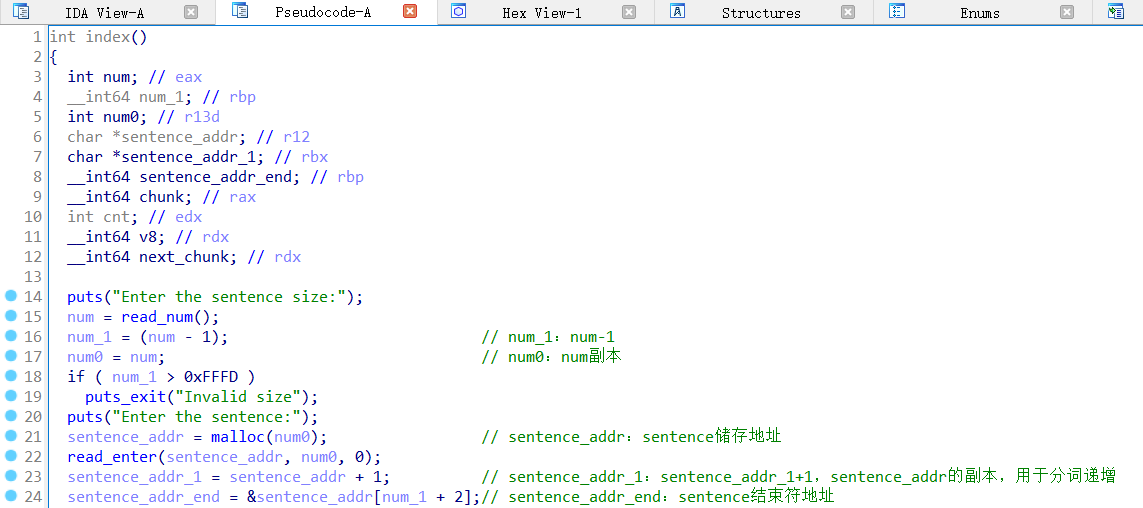 IDA View-A Pseudocode-A Hex View-1 Structures Enums
1 int index()
2 {
3 int num; // eax
4 __int64 num_1; // rbp
5 int num0; // r13d
6 char *sentence_addr; // r12
7 char *sentence_addr_1; // rbx
8 __int64 sentence_addr_end; // rbp
9 __int64 chunk; // rax
10 int cnt; // edx
11 __int64 v8; // rdx
12 __int64 next_chunk; // rdx
13
14 puts("Enter the sentence size:");
15 num = read_num();
16 num_1 = (num - 1); // num_1：num-1
17 num0 = num; // num0：num副本
18 if ( num_1 > 0xFFFD )
19 puts_exit("Invalid size");
20 puts("Enter the sentence:");
21 sentence_addr = malloc(num0); // sentence_addr：sentence储存地址
22 read_enter(sentence_addr, num0, 0);
23 sentence_addr_1 = sentence_addr + 1; // sentence_addr_1：sentence_addr_1+1，sentence_addr的副本，用于分词递增
24 sentence_addr_end = &sentence_addr[num_1 + 2];// sentence_addr_end：sentence结束符地址